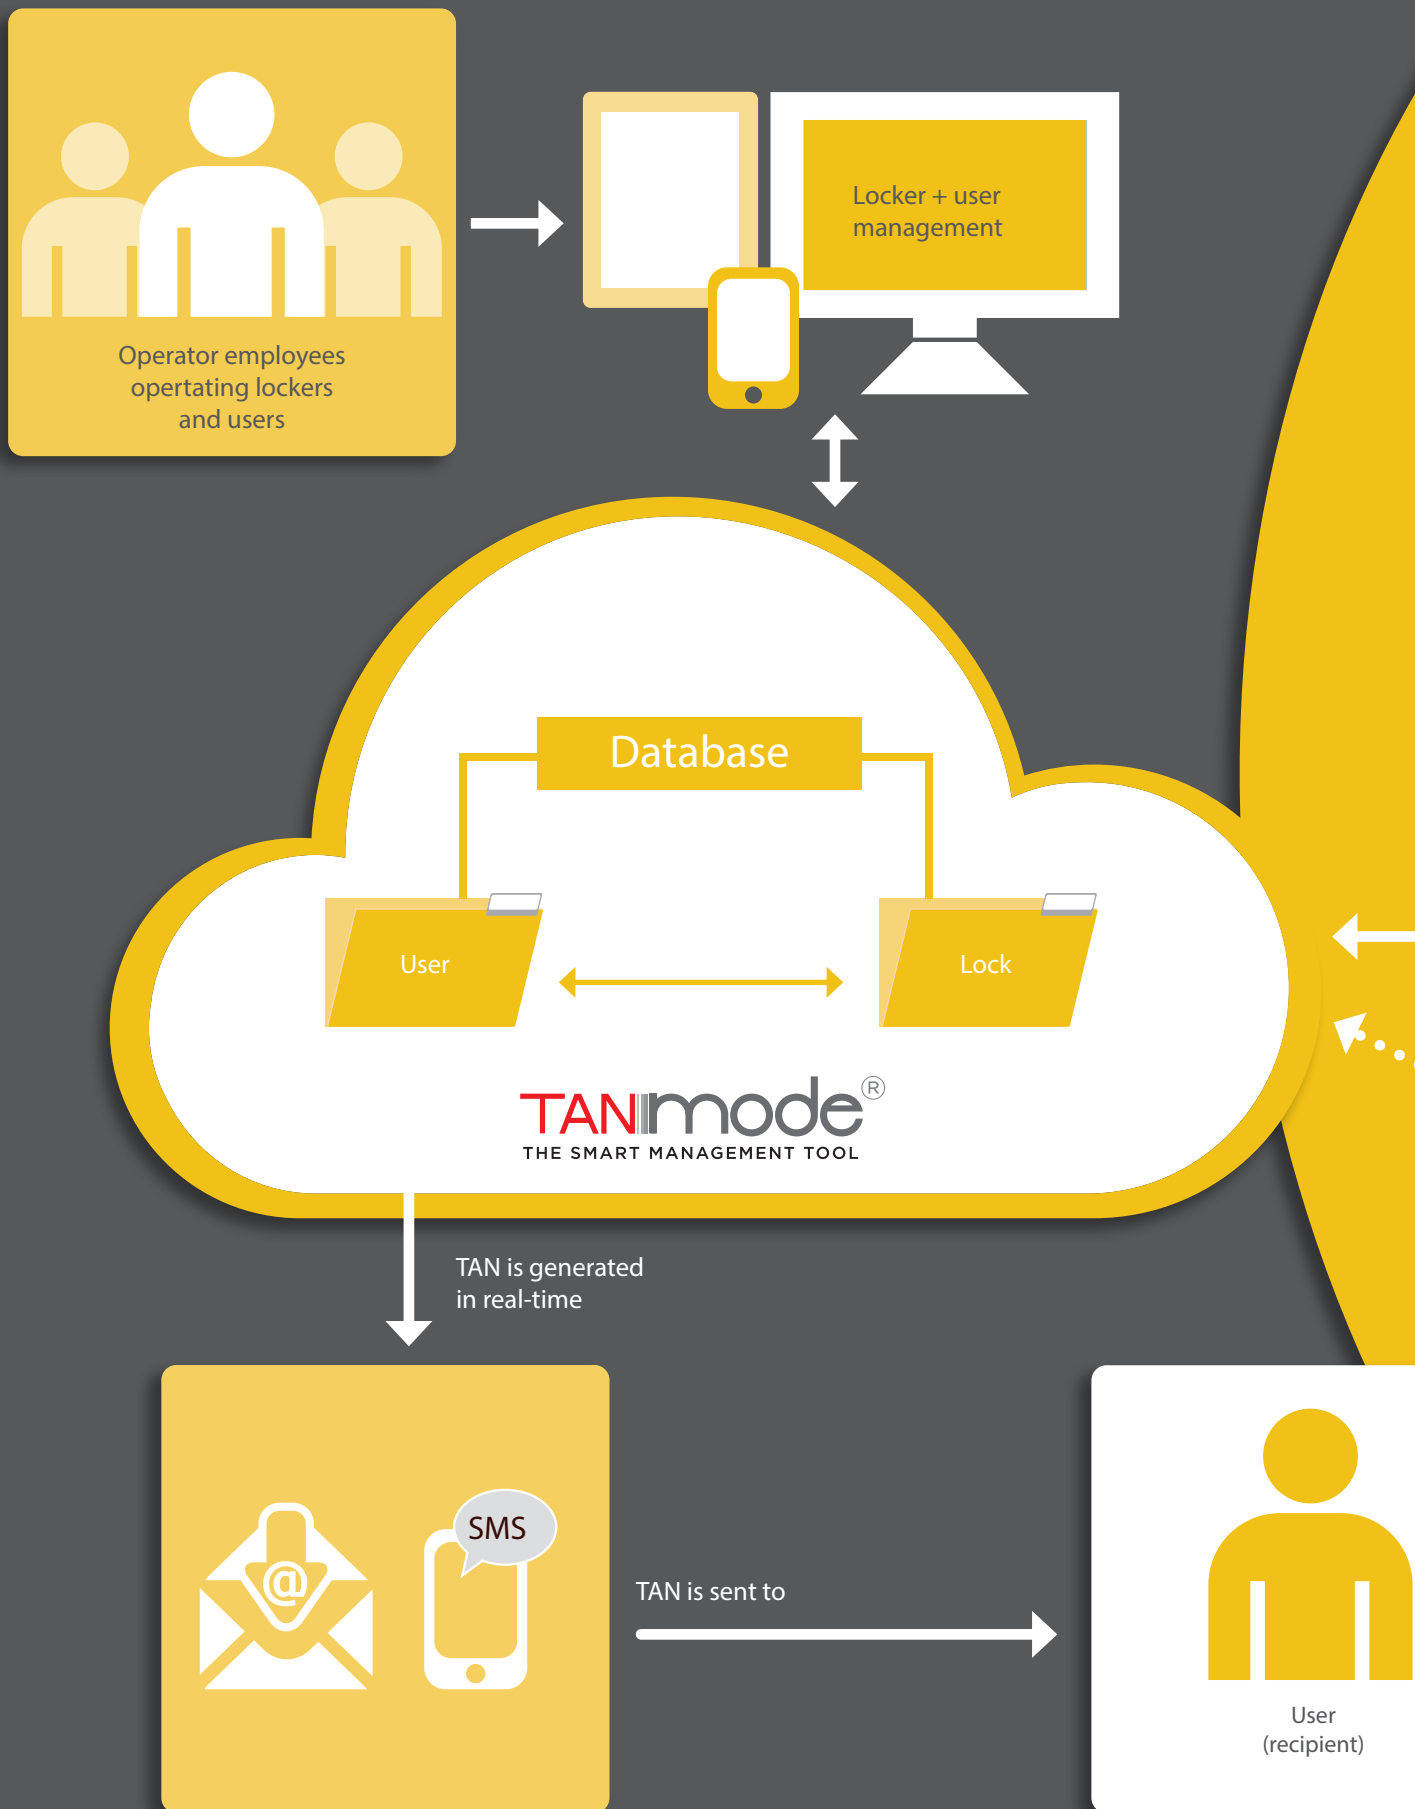 Locker + user
management
Operator employees
opertating lockers
and users
Database
User
Lock
TANmode®
THE SMART MANAGEMENT TOOL
TAN is generated
in real-time
@
SMS
TAN is sent to
User
(recipient)